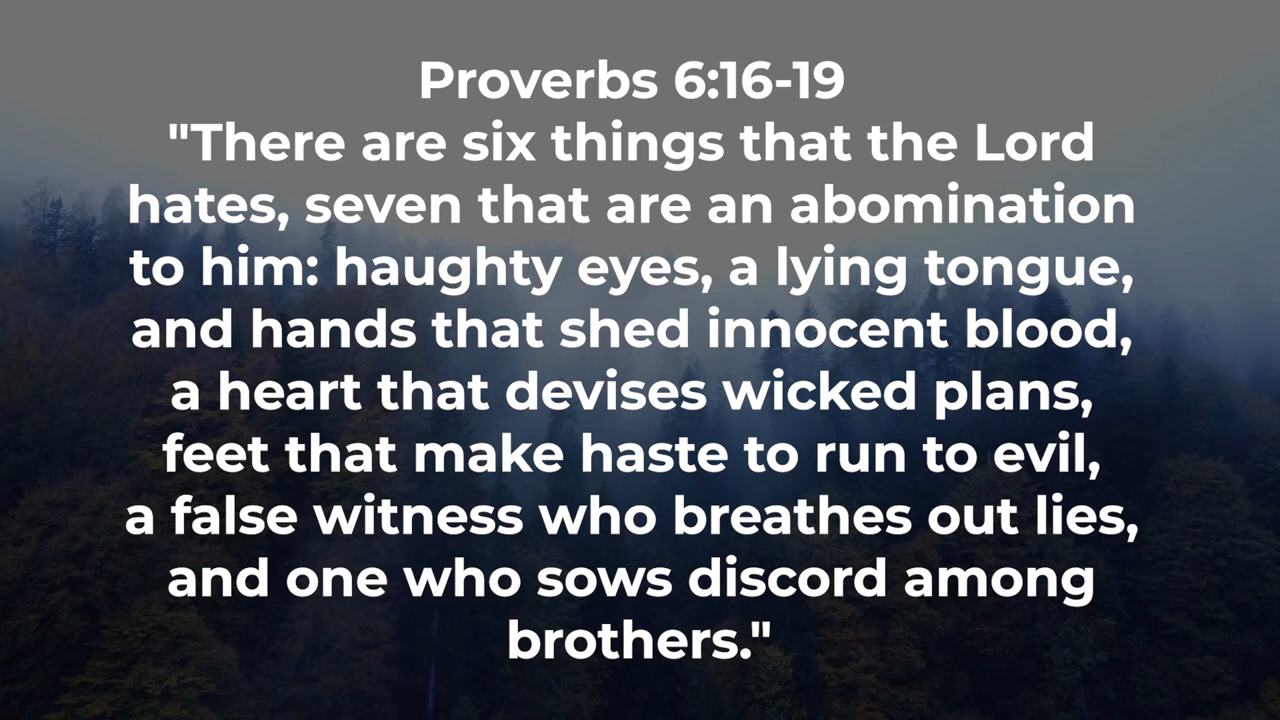 Proverbs 6:16-19
"There are six things that the Lord
hates, seven that are an abomination
to him: haughty eyes, a lying tongue,
and hands that shed innocent blood,
a heart that devises wicked plans,
feet that make haste to run to evil,
a false witness who breathes out lies,
and one who sows discord among
brothers."